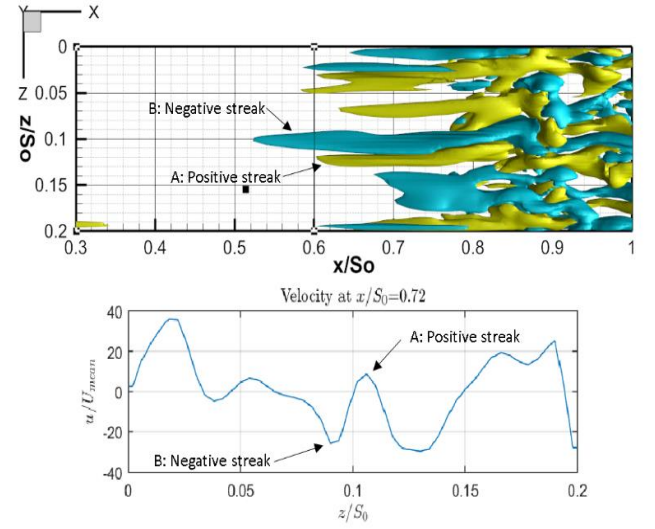 Y X
Z
0
0.05
0.1
0.15
0.2
z/So
B: Negative streak
A: Positive streak
0.3 0.4 0.5 0.6 0.7 0.8 0.9 1
x/So
Velocity at x/S₀=0.72
40
20
0
-20
-40
u/Umean
A: Positive streak
B: Negative streak
0 0.05 0.1 0.15 0.2
z/S₀